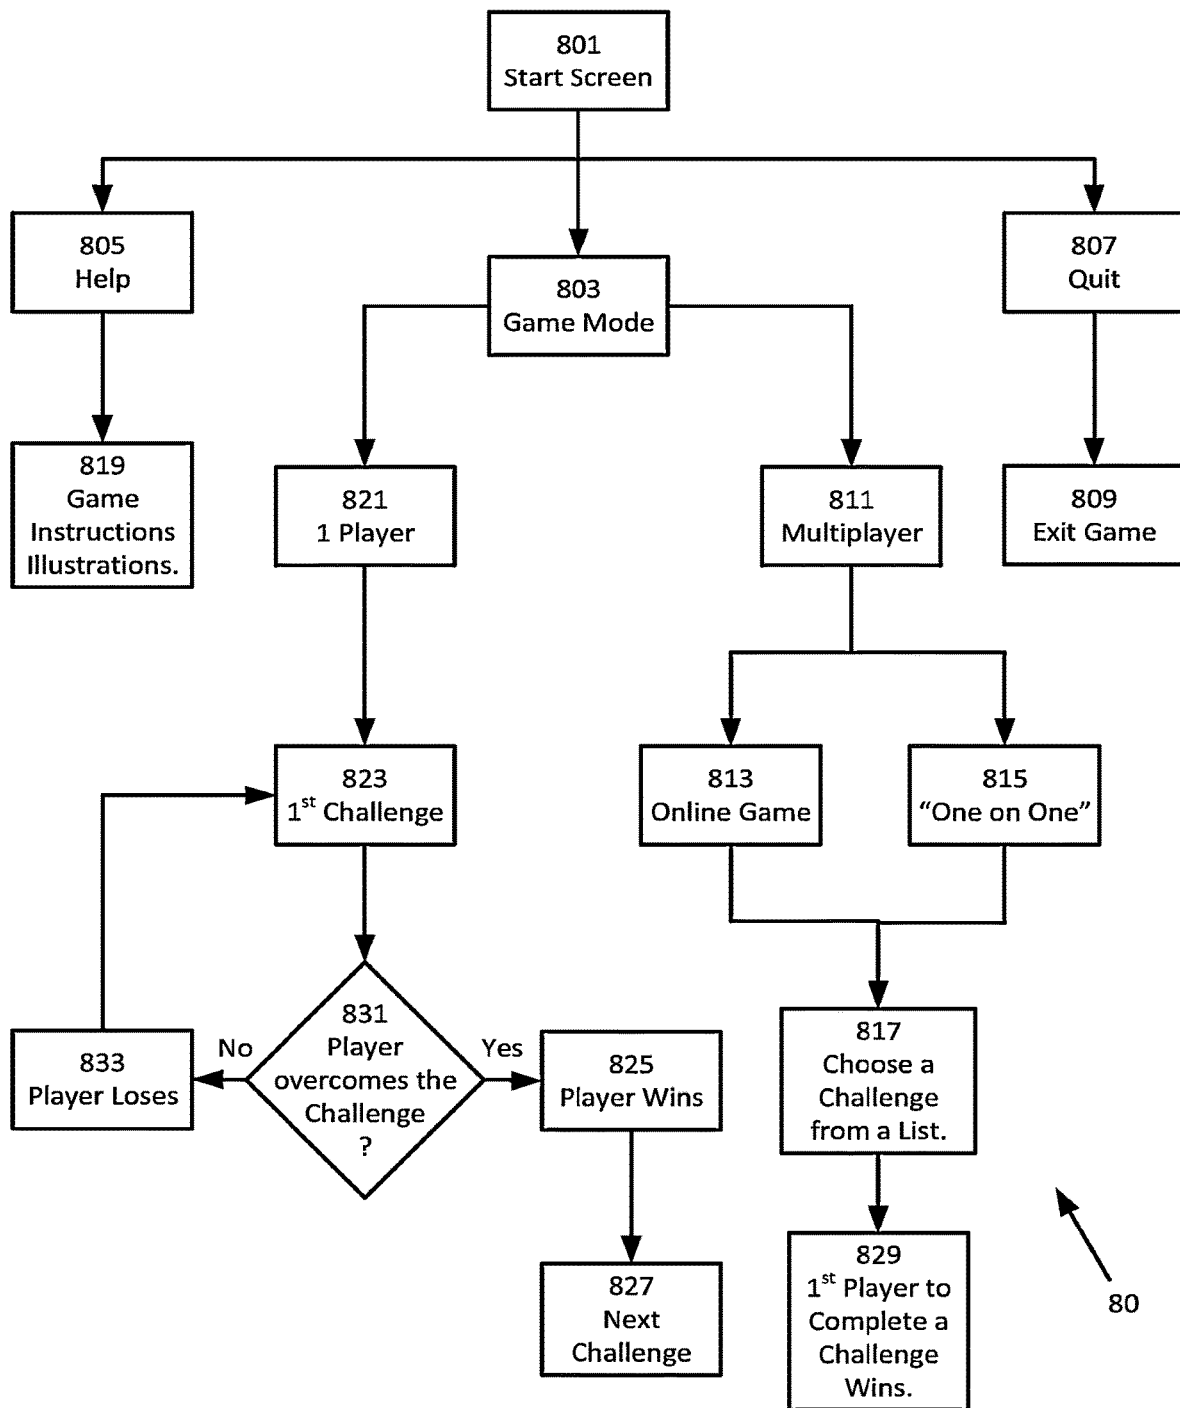 801
Start Screen
805
Help
803
Game Mode
807
Quit
819
Game
Instructions
Illustrations.
821
1 Player
811
Multiplayer
809
Exit Game
823
1st Challenge
813
Online Game
815
“One on One”
833
Player Loses
No
831
Player
overcomes the
Challenge
?
Yes
825
Player Wins
817
Choose a
Challenge
from a List.
827
Next
Challenge
829
1st Player to
Complete a
Challenge
Wins.
80